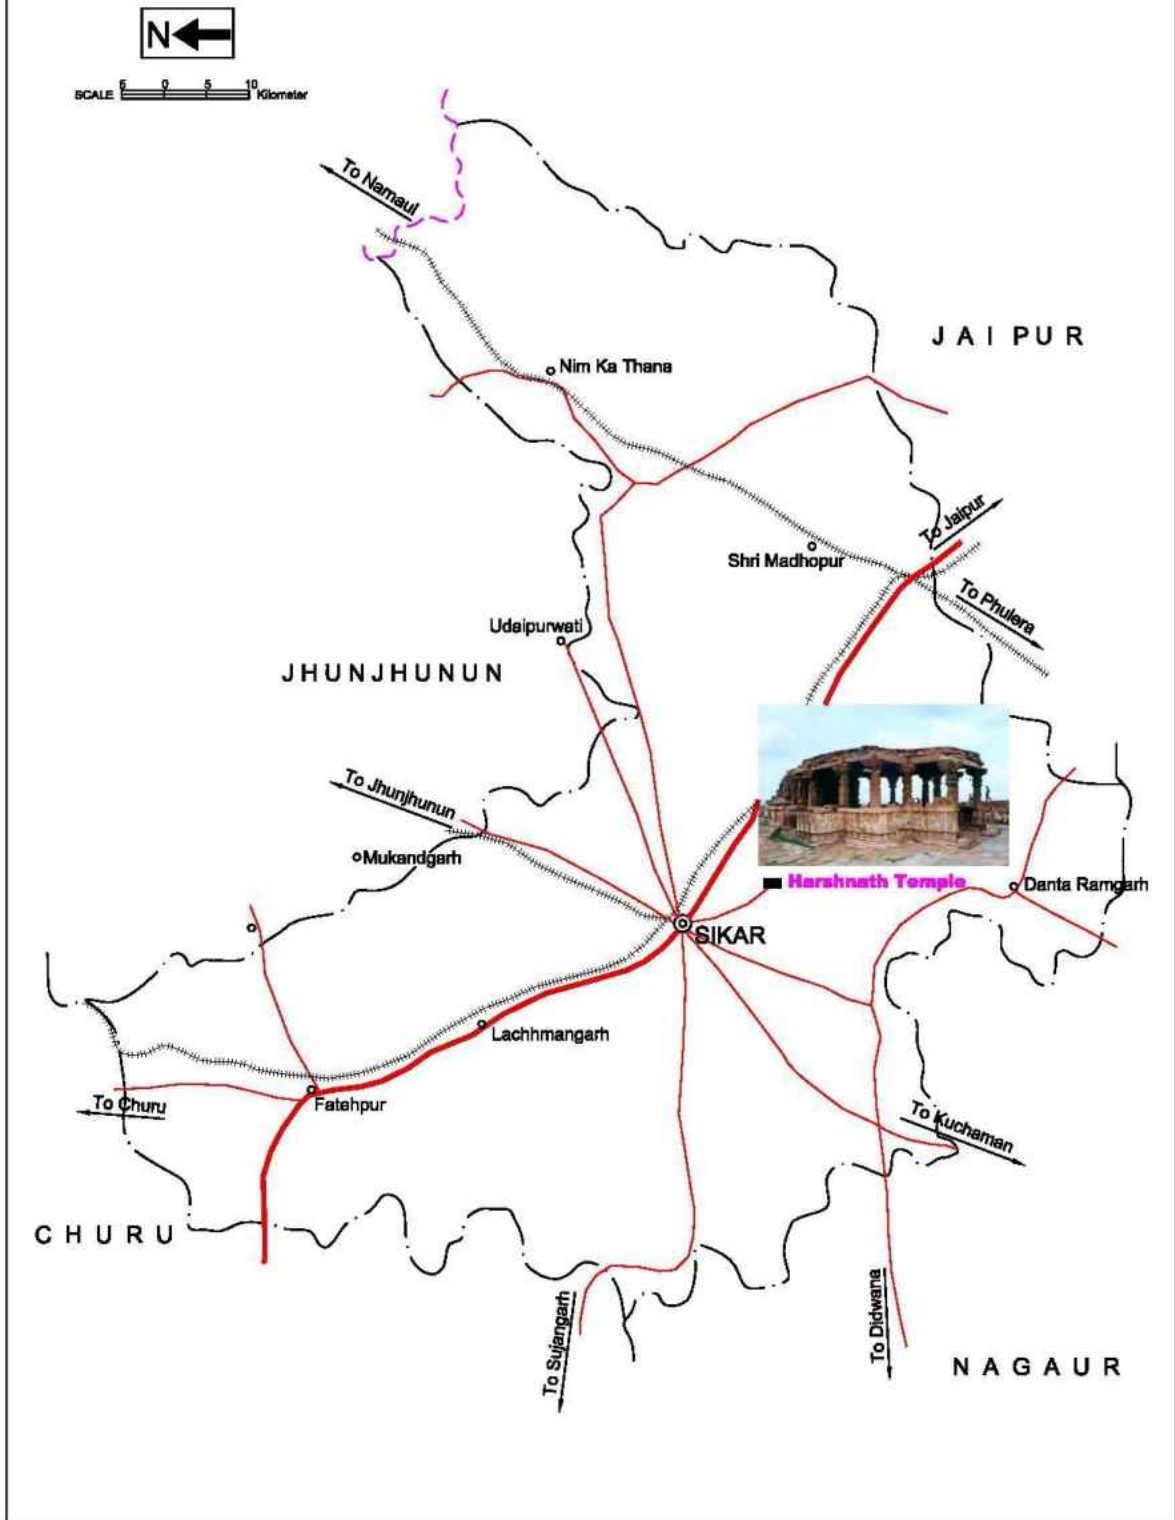 N
SCALE 5 0 5 10 Kilometer
To Narnaul
JAIPUR
Nim Ka Thana
To Jaipur
Shri Madhopur
To Phulera
Udaipurwati
JHUNJHUNUN
To Jhunjhunun
Mukandgarh
Harshnath Temple
Danta Ramgarh
SIKAR
Lachhmangarh
Fatehpur
To Churu
To Kuchaman
CHURU
To Sujangarh
To Didwana
NAGAUR